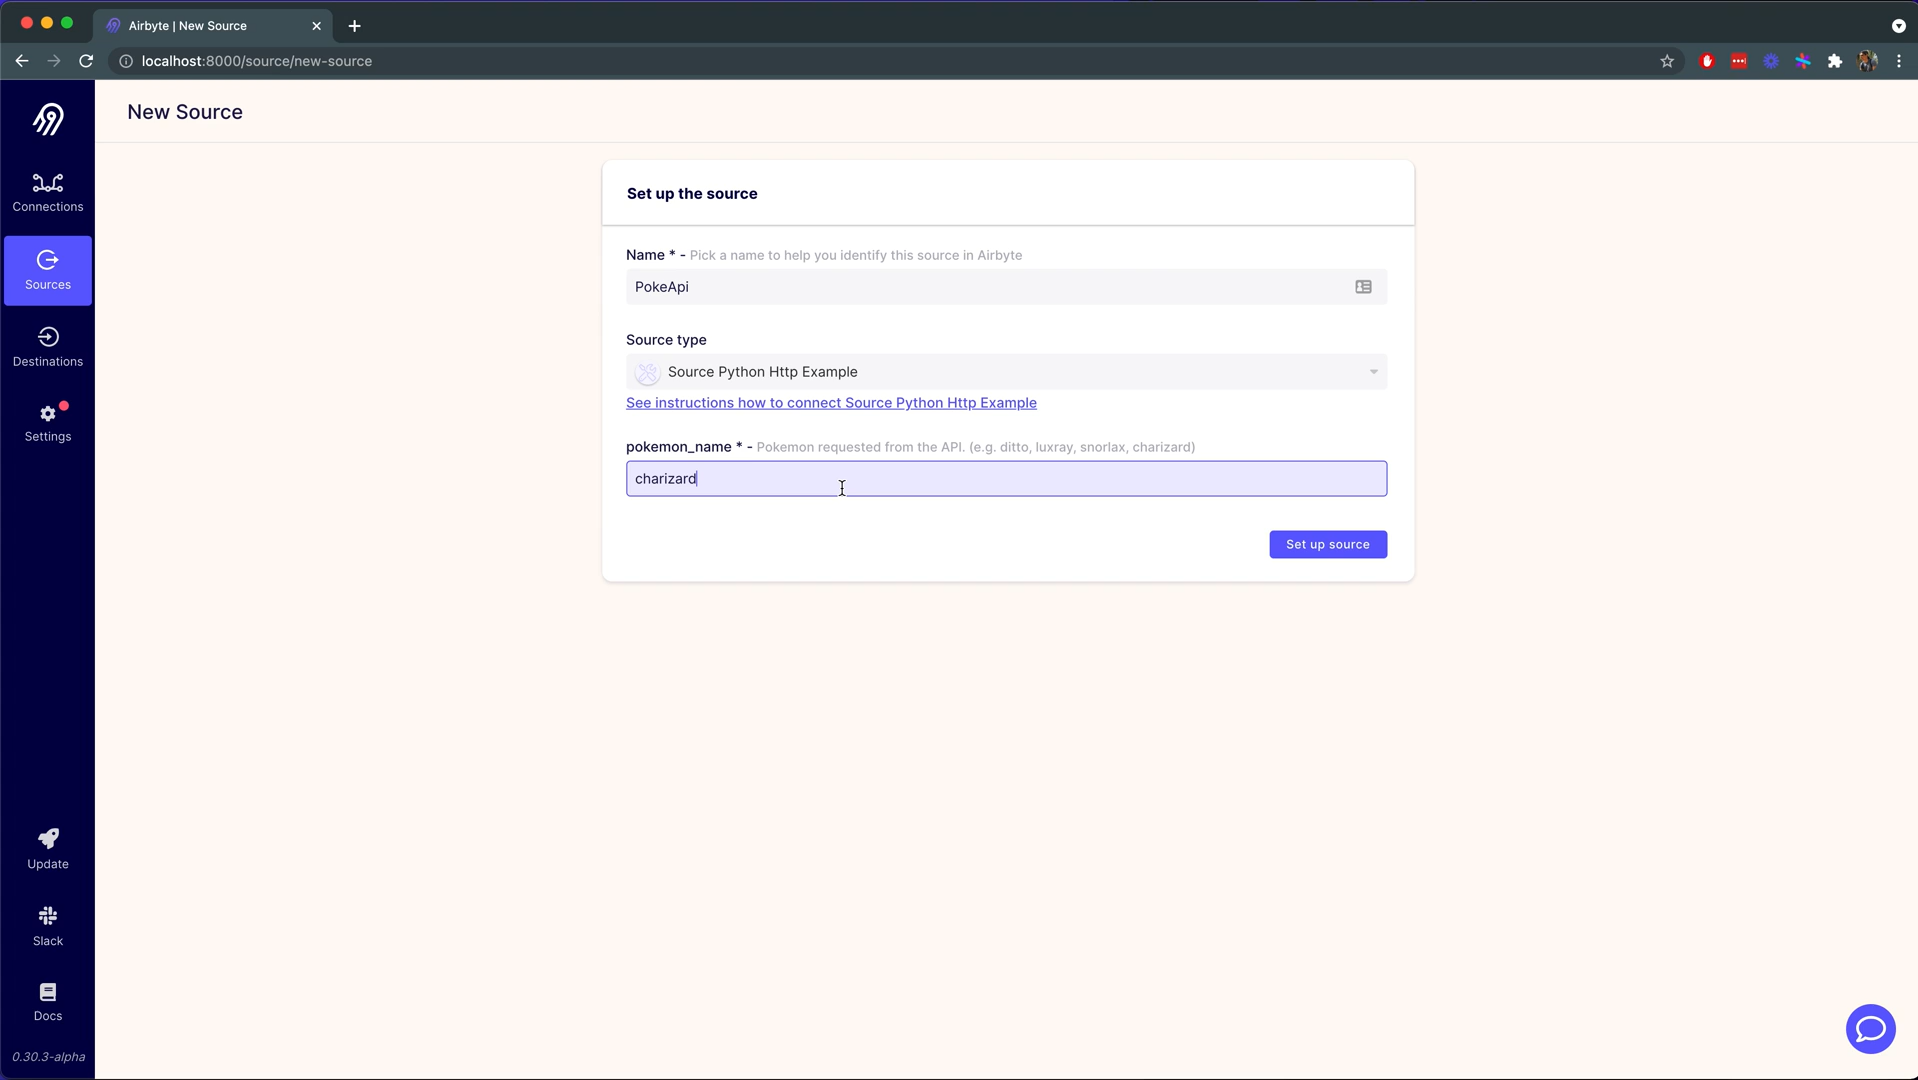 Airbyte | New Source
localhost:8000/source/new-source
New Source
Connections
Sources
Destinations
Settings
Set up the source
Name * - Pick a name to help you identify this source in Airbyte
PokeApi
Source type
Source Python Http Example
See instructions how to connect Source Python Http Example
pokemon_name * - Pokemon requested from the API. (e.g. ditto, luxray, snorlax, charizard)
charizard
Set up source
Update
Slack
Docs
0.30.3-alpha